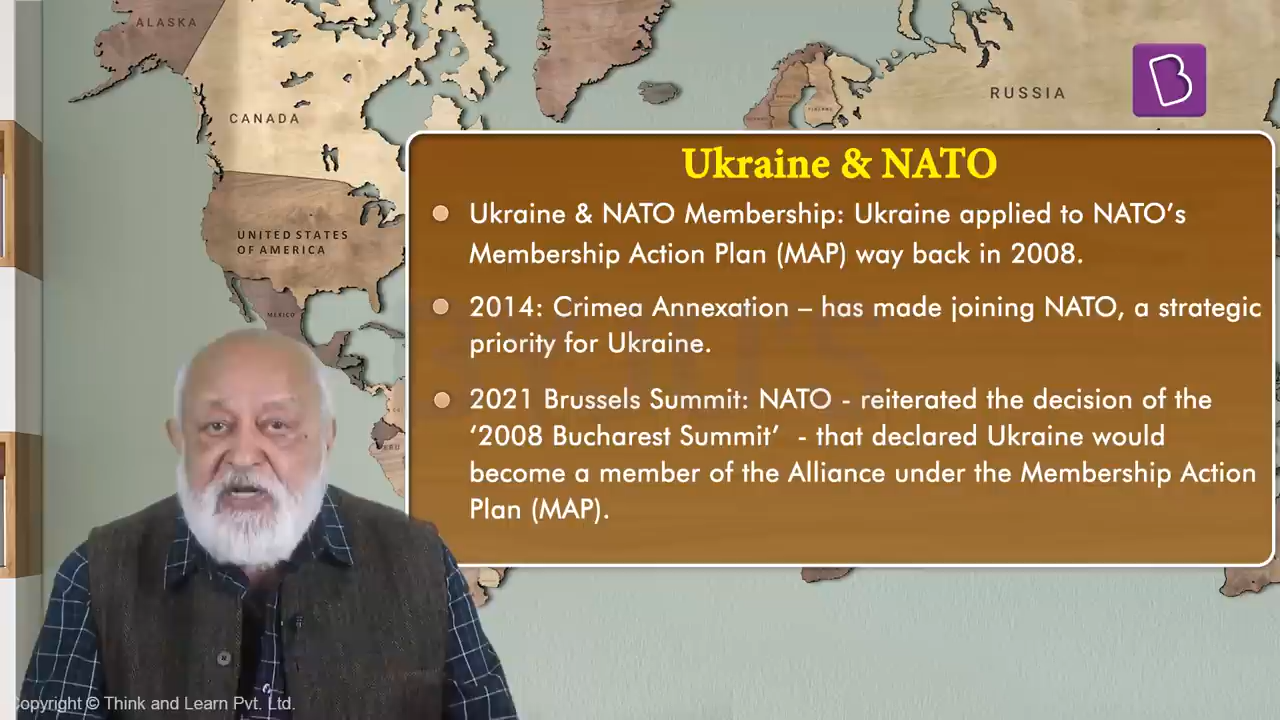 ALASKA
CANADA
RUSSIA
UNITED STATES
OF AMERICA
MEXICO
FINLAND
Ukraine & NATO
Ukraine & NATO Membership: Ukraine applied to NATO’s
Membership Action Plan (MAP) way back in 2008.
2014: Crimea Annexation – has made joining NATO, a strategic
priority for Ukraine.
2021 Brussels Summit: NATO - reiterated the decision of the
‘2008 Bucharest Summit’ - that declared Ukraine would
become a member of the Alliance under the Membership Action
Plan (MAP).
opyright © Think and Learn Pvt. Ltd.